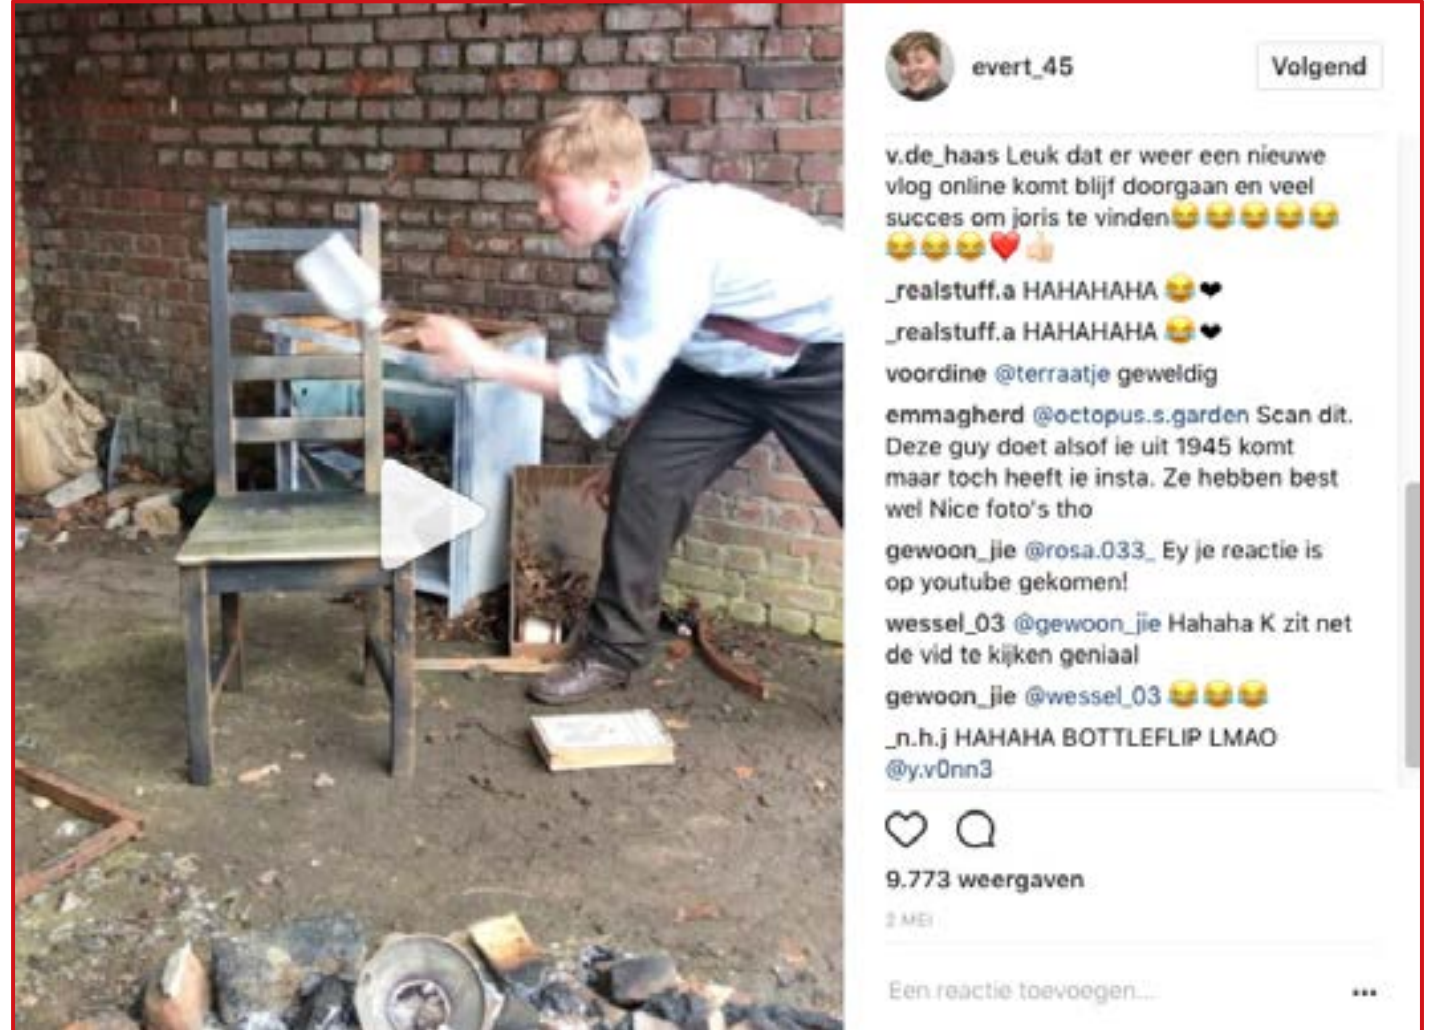 evert_45
Volgend
v.de_haas Leuk dat er weer een nieuwe
vlog online komt blijf doorgaan en veel
succes om joris te vinden😂😂😂😂😂
😂😂😂❤️👍🏻
_realstuff.a HAHAHAHA 😂❤
_realstuff.a HAHAHAHA 😂❤
voordine @terraatje geweldig
emmagherd @octopus.s.garden Scan dit.
Deze guy doet alsof ie uit 1945 komt
maar toch heeft ie insta. Ze hebben best
wel Nice foto's tho
gewoon_jie @rosa.033_ Ey je reactie is
op youtube gekomen!
wessel_03 @gewoon_jie Hahaha K zit net
de vid te kijken geniaal
gewoon_jie @wessel_03 😂😂😂
_n.h.j HAHAHA BOTTLEFLIP LMAO
@y.v0nn3
9.773 weergaven
2 MEI
Een reactie toevoegen...